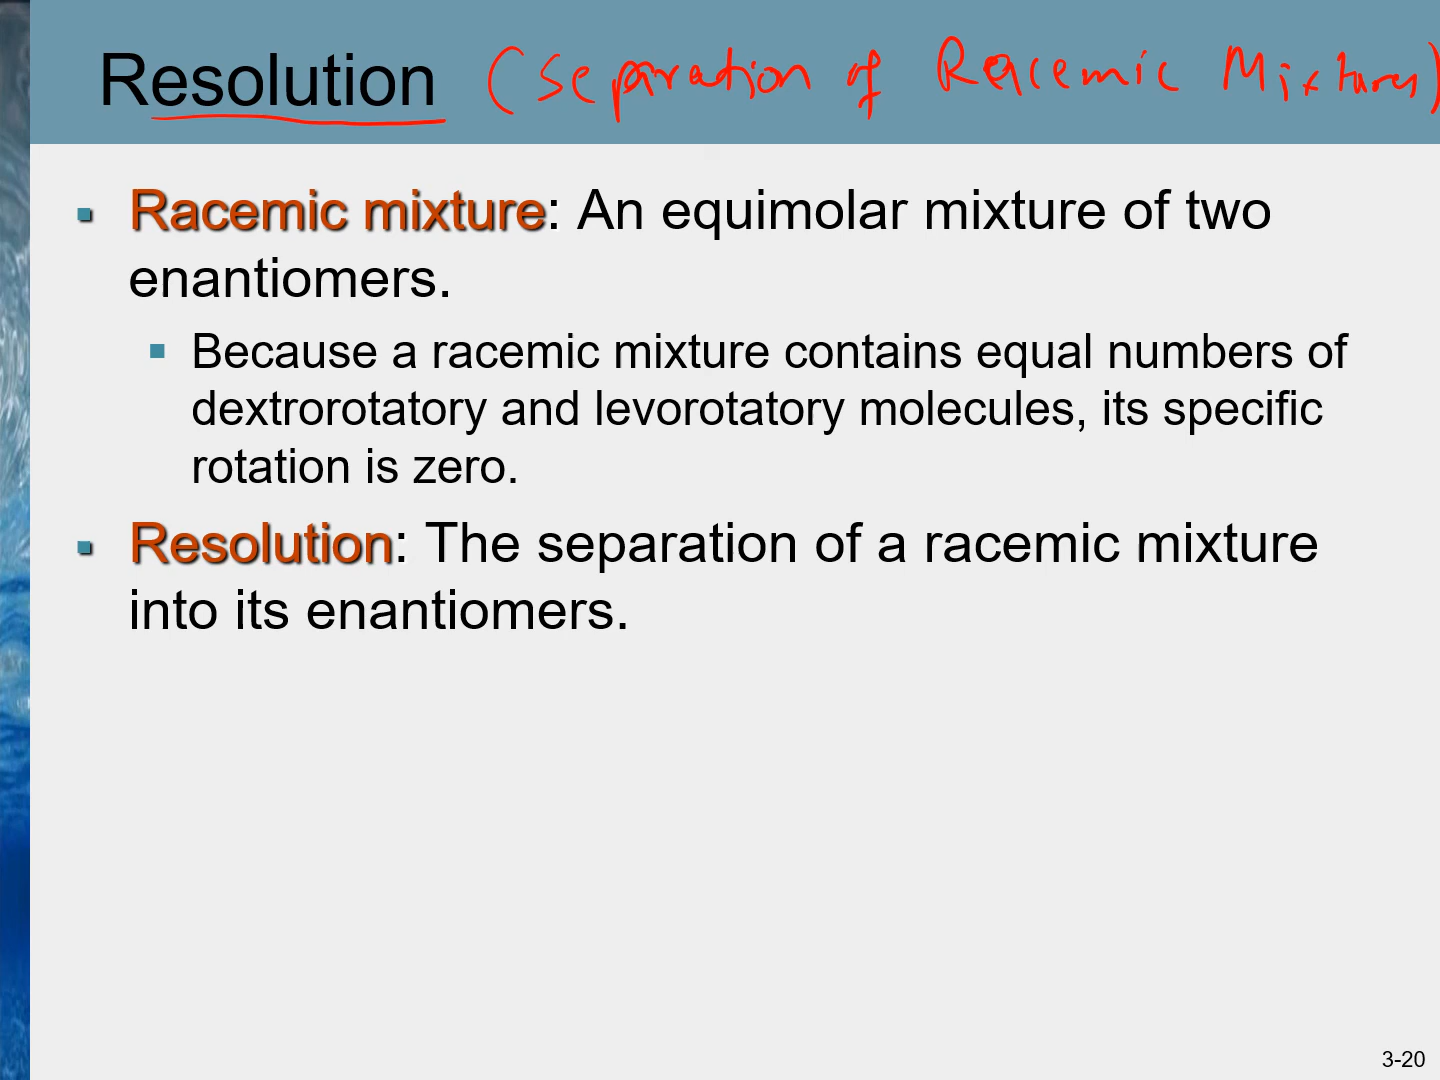 Resolution (Separation of Racemic Mixtures)
Racemic mixture: An equimolar mixture of two
enantiomers.
Because a racemic mixture contains equal numbers of
dextrorotatory and levorotatory molecules, its specific
rotation is zero.
Resolution: The separation of a racemic mixture
into its enantiomers.
3-20